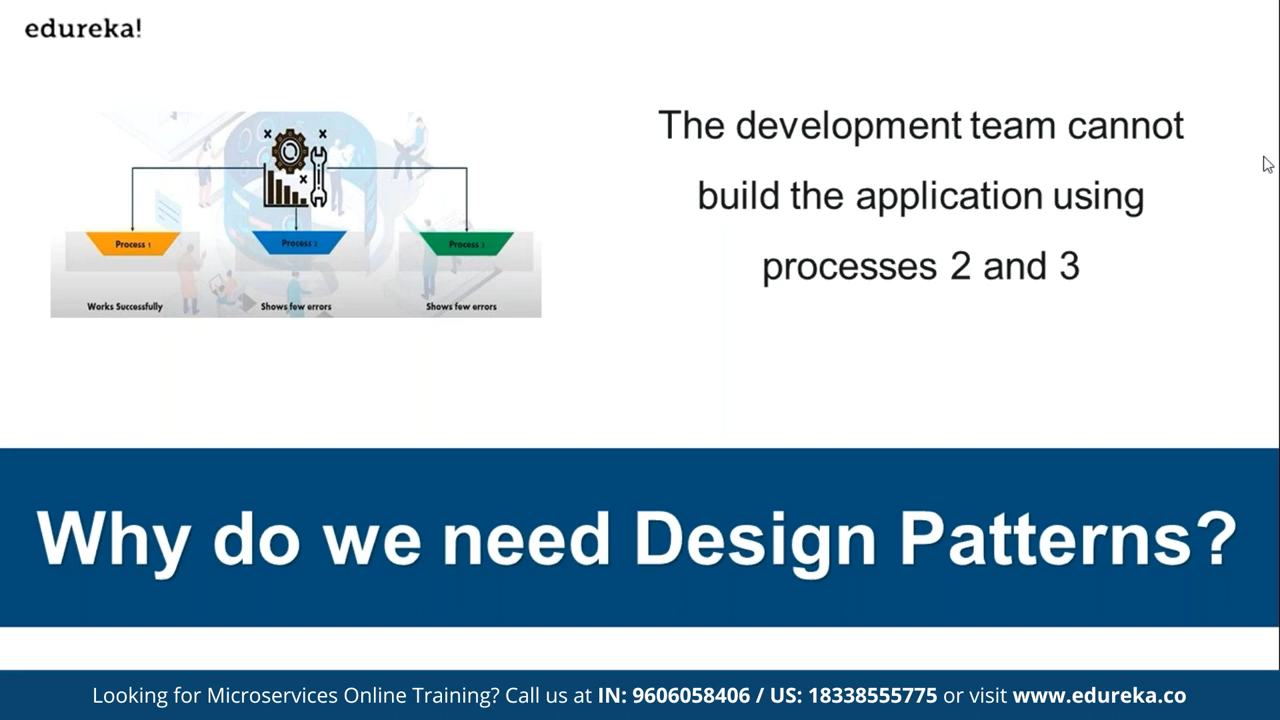 edureka!
The development team cannot
build the application using
processes 2 and 3
Process 1
Process 2
Process 3
Works Successfully
Shows few errors
Shows few errors
Why do we need Design Patterns?
Looking for Microservices Online Training? Call us at IN: 9606058406 / US: 18338555775 or visit www.edureka.co